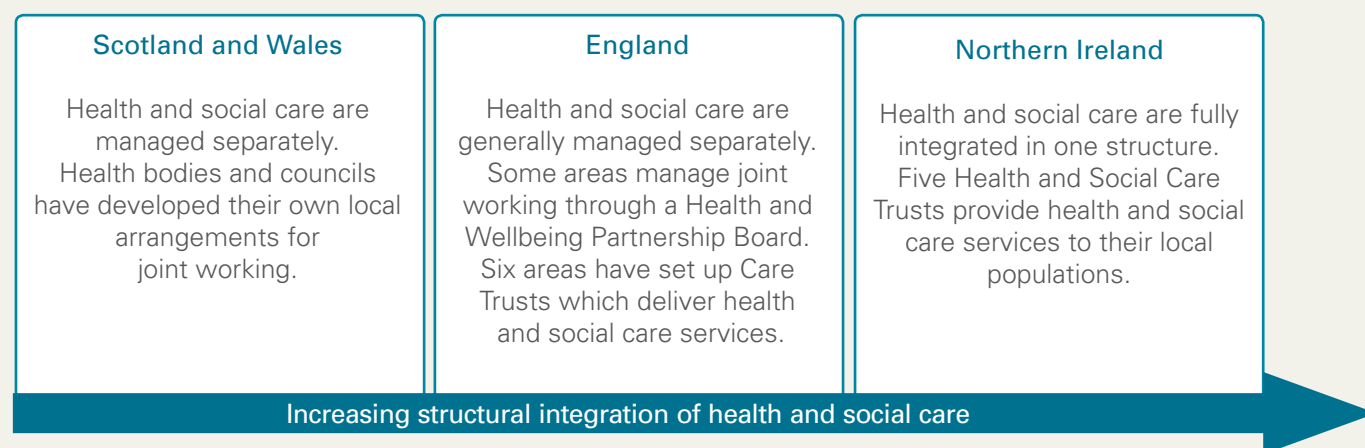 Scotland and Wales
Health and social care are
managed separately.
Health bodies and councils
have developed their own local
arrangements for
joint working.
England
Health and social care are
generally managed separately.
Some areas manage joint
working through a Health and
Wellbeing Partnership Board.
Six areas have set up Care
Trusts which deliver health
and social care services.
Northern Ireland
Health and social care are fully
integrated in one structure.
Five Health and Social Care
Trusts provide health and social
care services to their local
populations.
Increasing structural integration of health and social care